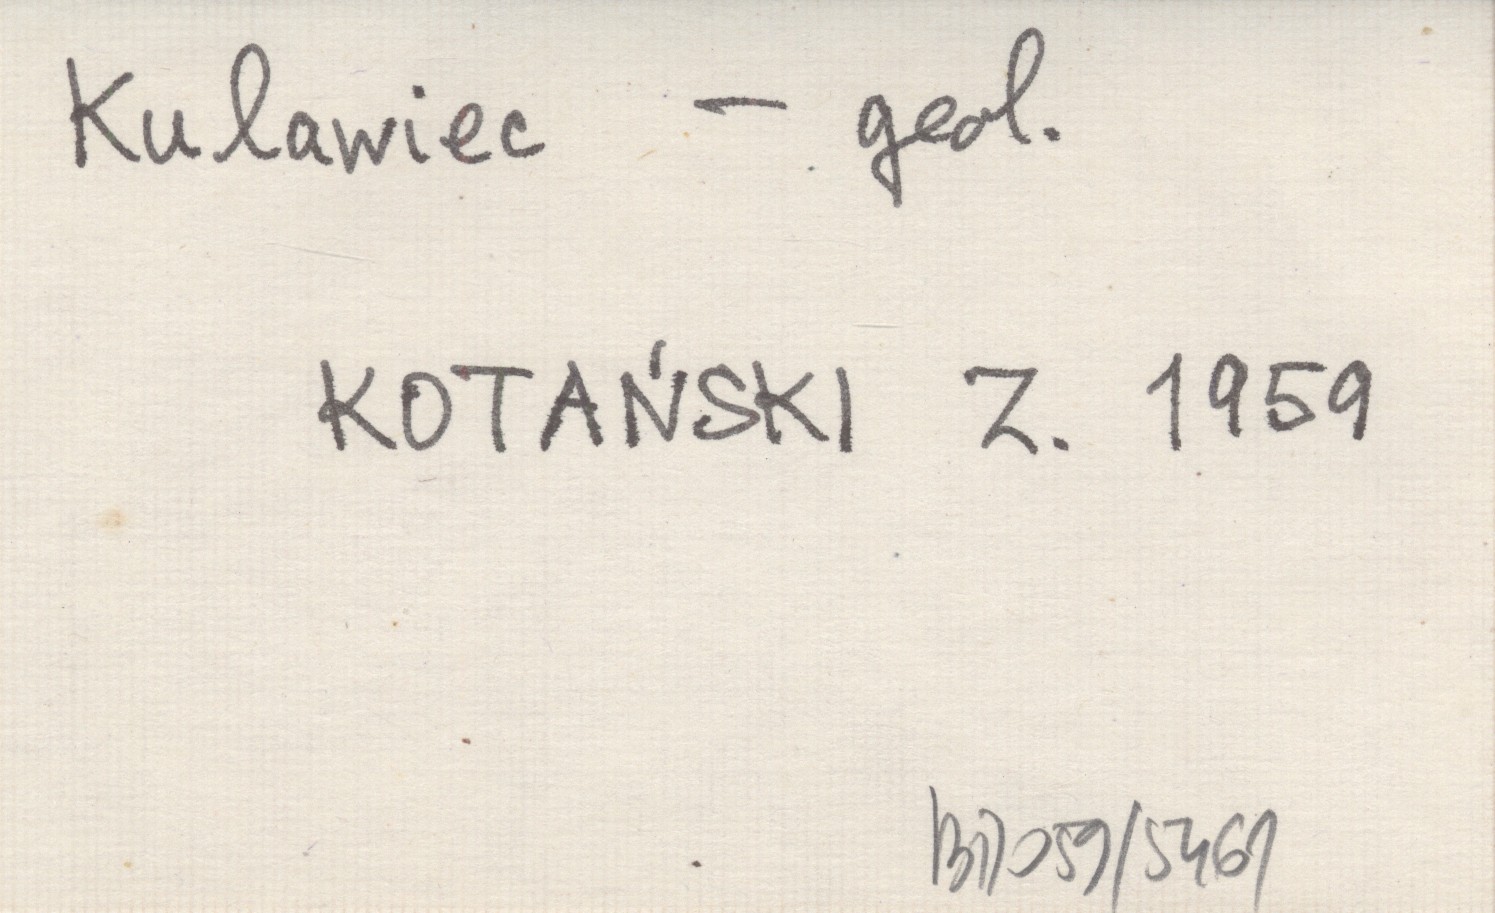 Kulawiec – geol.
KOTAŃSKI Z. 1959